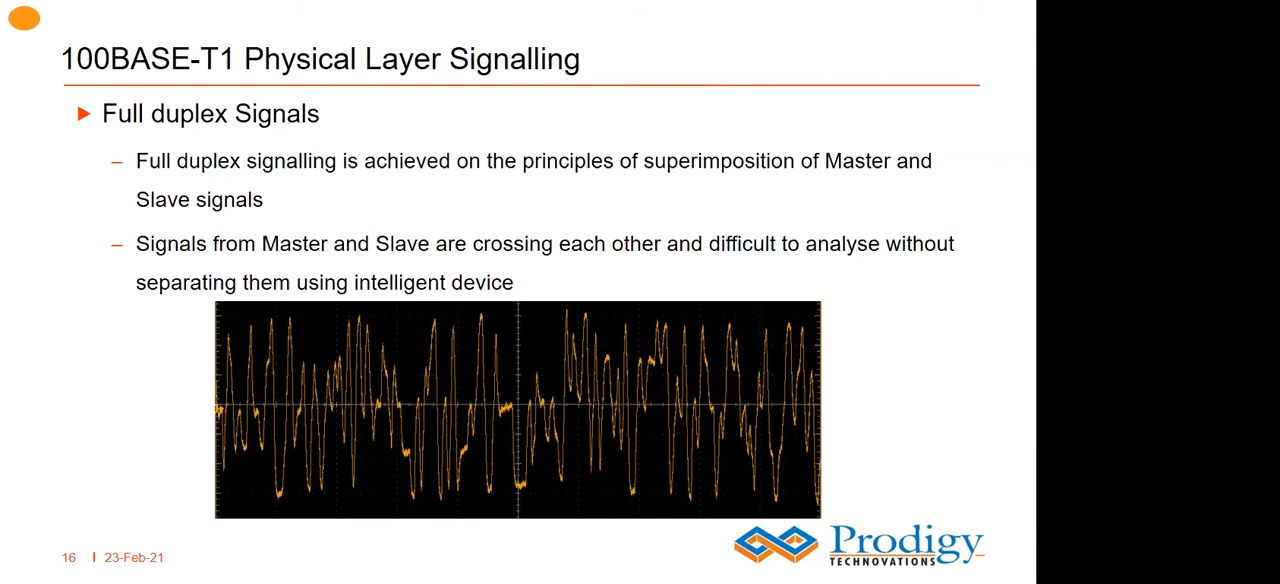 100BASE-T1 Physical Layer Signalling
Full duplex Signals
– Full duplex signalling is achieved on the principles of superimposition of Master and
Slave signals
– Signals from Master and Slave are crossing each other and difficult to analyse without
separating them using intelligent device
16 I 23-Feb-21
Prodigy
TECHNOVATIONS